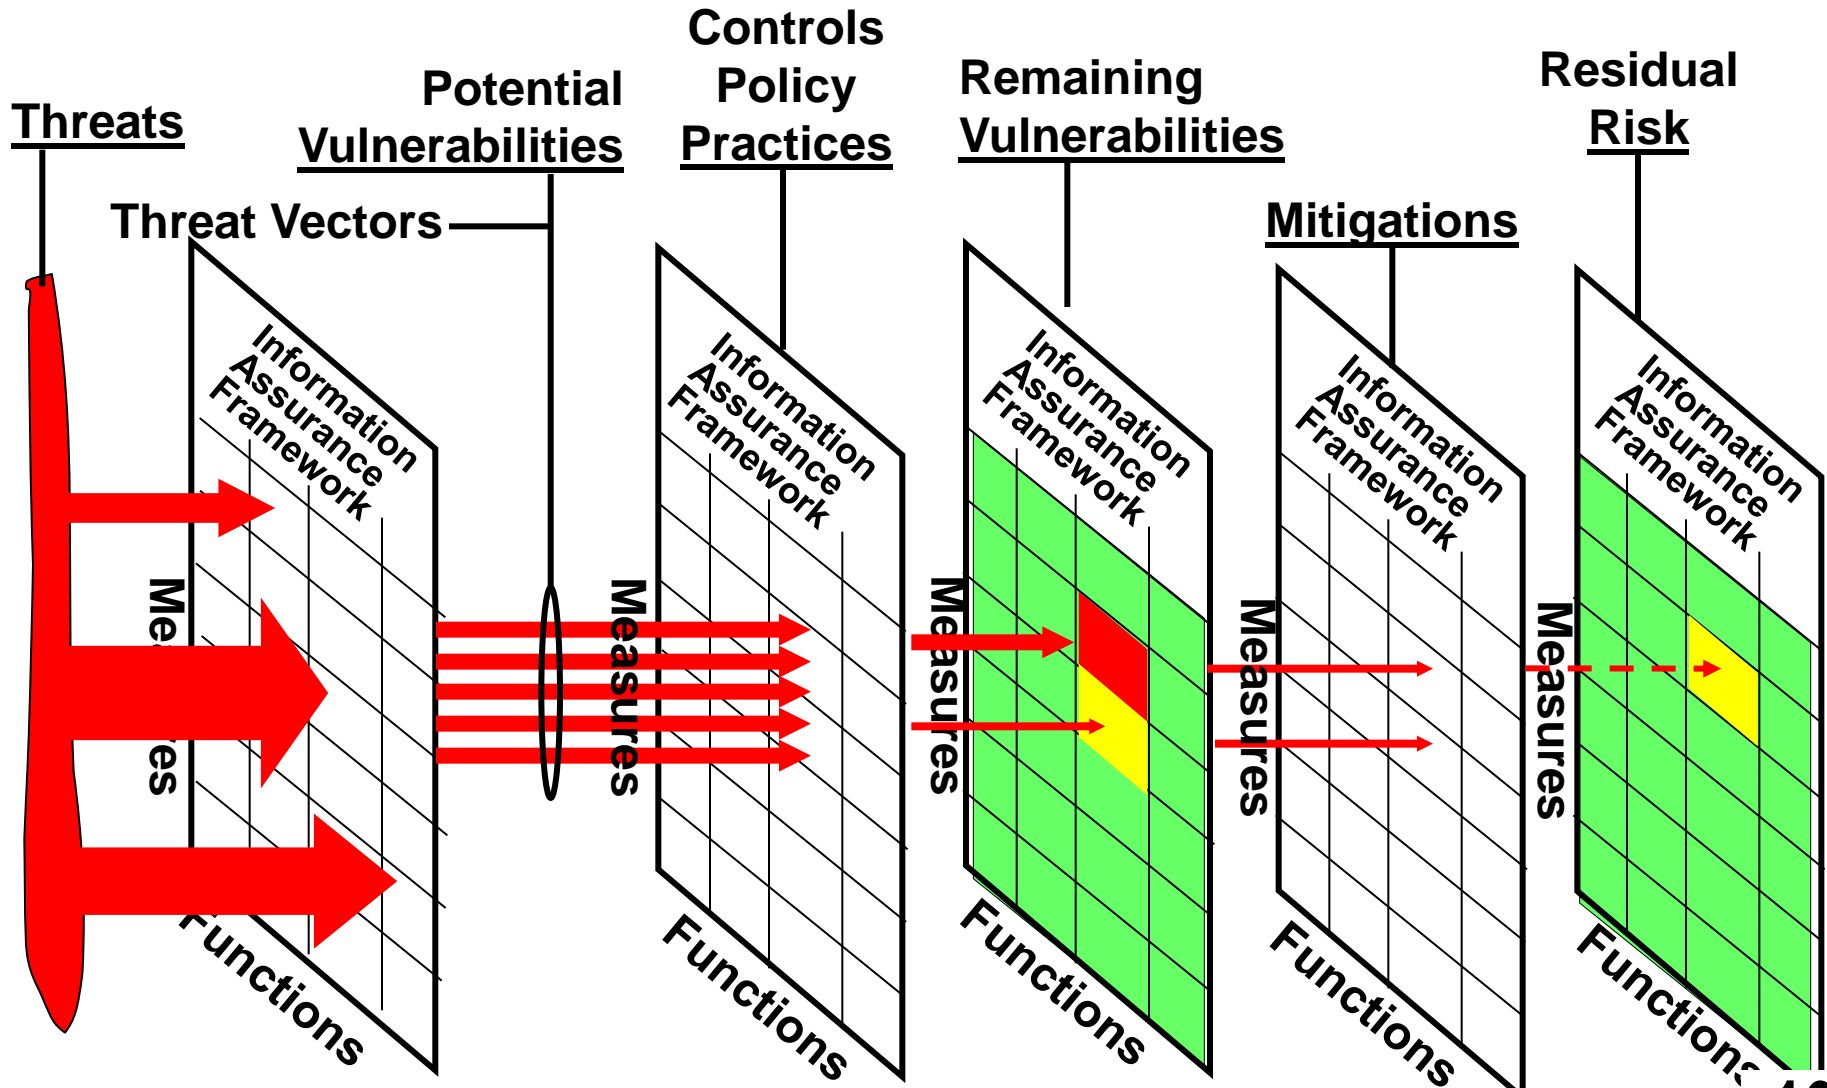 Controls
Policy
Practices
Potential
Vulnerabilities
Remaining
Vulnerabilities
Residual
Risk
Threats
Threat Vectors
Mitigations
Information
Assurance
Framework
Information
Assurance
Framework
Information
Assurance
Framework
Information
Assurance
Framework
Information
Assurance
Framework
Measures
Measures
Measures
Measures
Functions
Functions
Functions
Functions
Functions